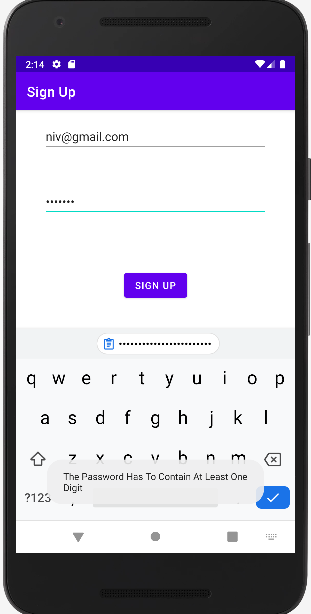 2:14
Sign Up
niv@gmail.com
•••••••
SIGN UP
••••••••••••••••••••••••
q w e r t y u i o p
a s d f g h j k l
z x c v b n m
The Password Has To Contain At Least One
Digit
?123